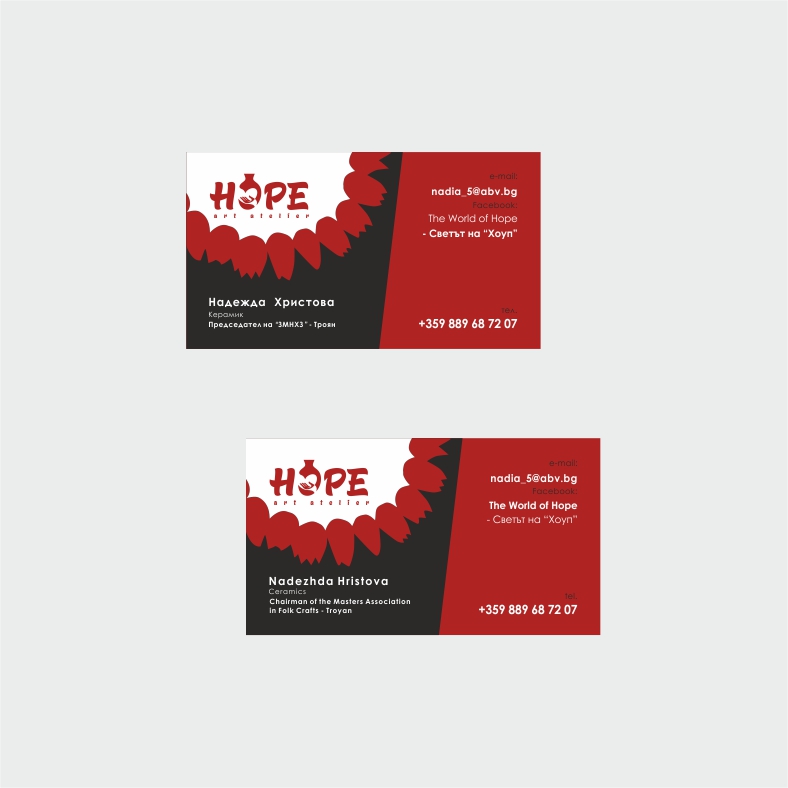 HOPE
art atelier
Надежда Христова
Керамик
Председател на "ЗМНХЗ" - Троян
e-mail:
nadia_5@abv.bg
Facebook:
The World of Hope
- Светът на “Хоуп”
тел.
+359 889 68 72 07
HOPE
art atelier
Nadezhda Hristova
Ceramics
Chairman of the Masters Association
in Folk Crafts - Troyan
e-mail:
nadia_5@abv.bg
Facebook:
The World of Hope
- Светът на “Хоуп”
Tel.
+359 889 68 72 07